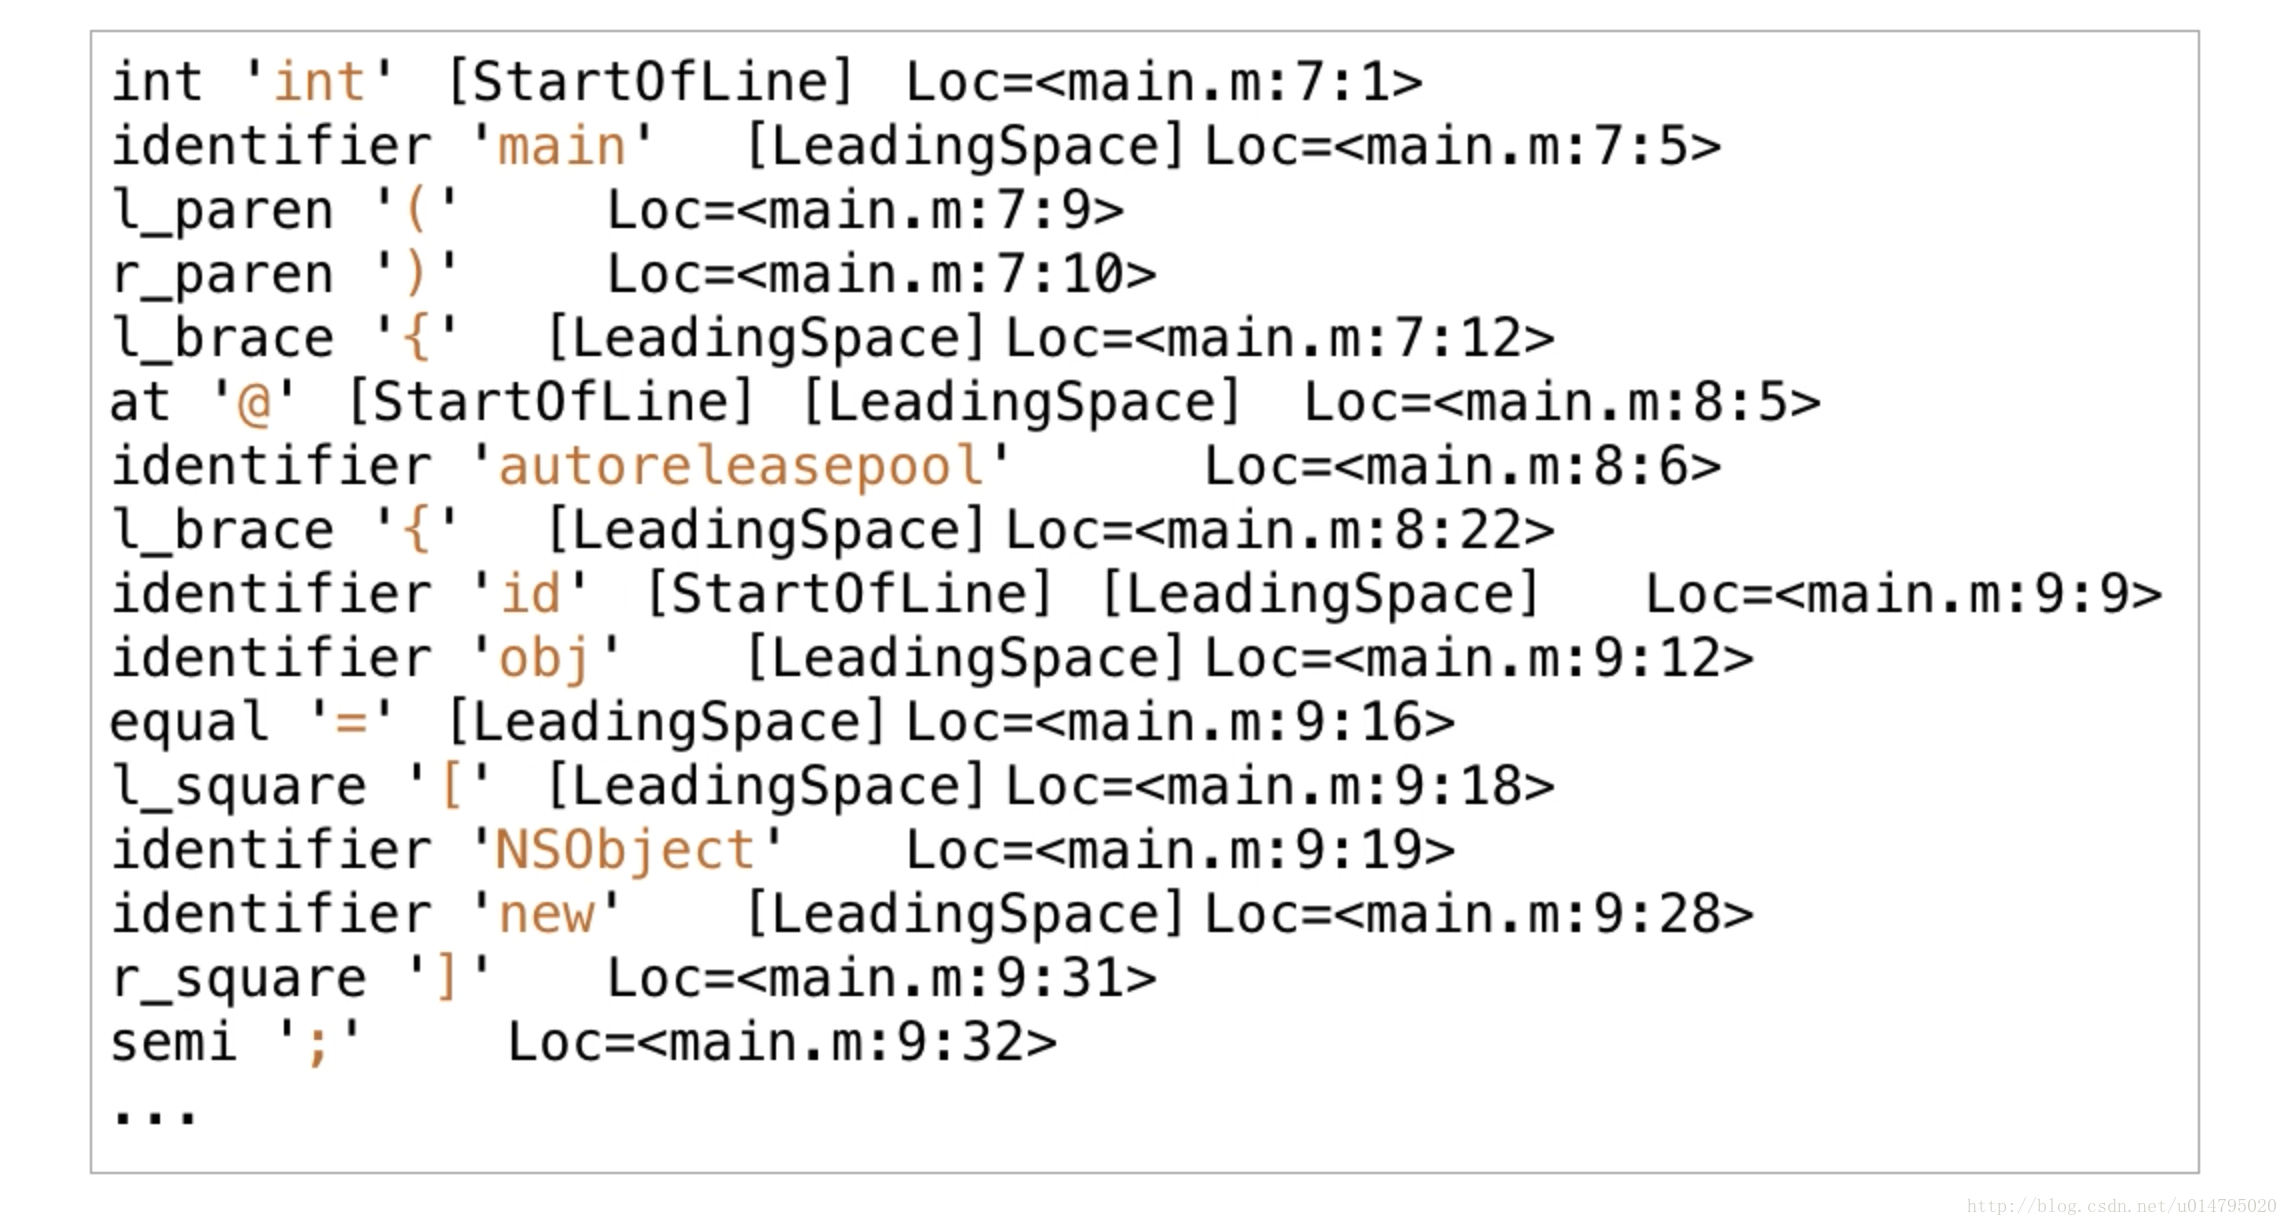 int 'int' [StartOfLine] Loc=<main.m:7:1>
identifier 'main' [LeadingSpace] Loc=<main.m:7:5>
l_paren '(' Loc=<main.m:7:9>
r_paren ')' Loc=<main.m:7:10>
l_brace '{' [LeadingSpace] Loc=<main.m:7:12>
at '@' [StartOfLine] [LeadingSpace] Loc=<main.m:8:5>
identifier 'autoreleasepool' Loc=<main.m:8:6>
l_brace '{' [LeadingSpace] Loc=<main.m:8:22>
identifier 'id' [StartOfLine] [LeadingSpace] Loc=<main.m:9:9>
identifier 'obj' [LeadingSpace] Loc=<main.m:9:12>
equal '=' [LeadingSpace] Loc=<main.m:9:16>
l_square '[' [LeadingSpace] Loc=<main.m:9:18>
identifier 'NSObject' Loc=<main.m:9:19>
identifier 'new' [LeadingSpace] Loc=<main.m:9:28>
r_square ']' Loc=<main.m:9:31>
semi ';' Loc=<main.m:9:32>
...
http://blog.csdn.net/u014795020